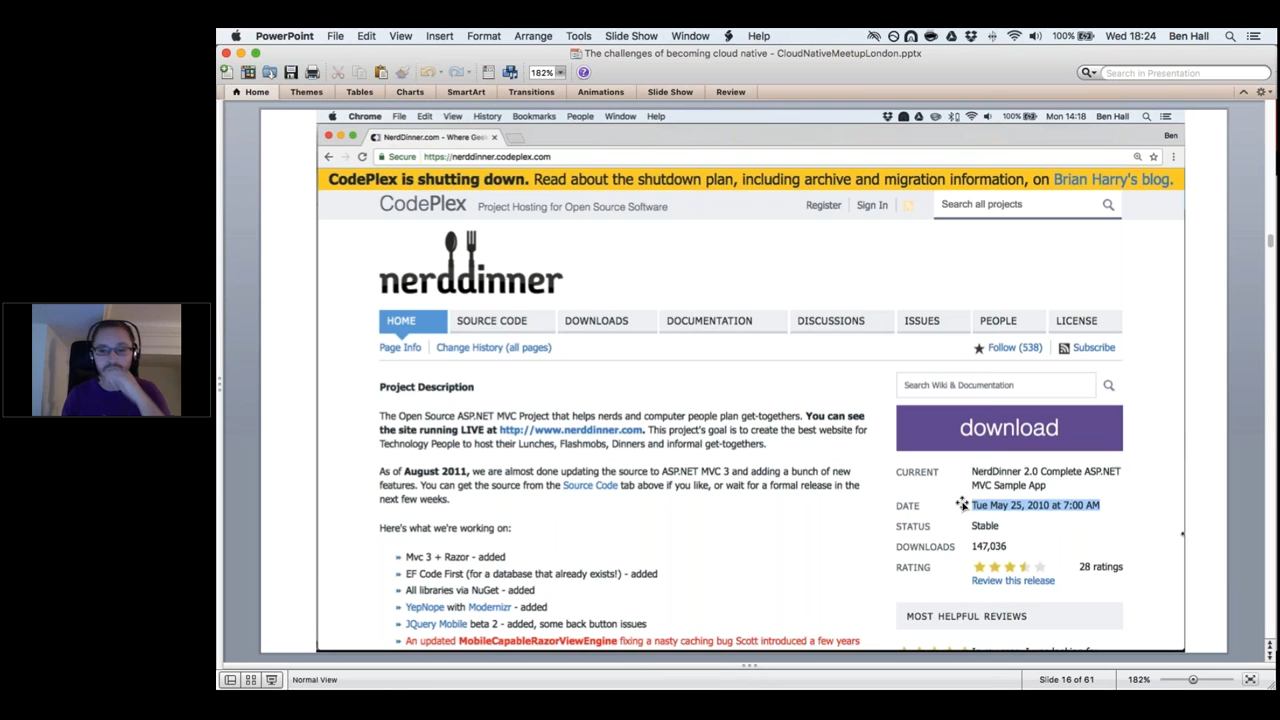 PowerPoint File Edit View Insert Format Arrange Tools Slide Show Window Help 100% Wed 18:24 Ben Hall
The challenges of becoming cloud native - CloudNativeMeetupLondon.pptx
182% Search in Presentation
Home Themes Tables Charts SmartArt Transitions Animations Slide Show Review
Chrome File Edit View History Bookmarks People Window Help 100% Mon 14:18 Ben Hall
NerdDinner.com - Where Gee Ben
Secure https://nerddinner.codeplex.com
CodePlex is shutting down. Read about the shutdown plan, including archive and migration information, on Brian Harry's blog.
CodePlex Project Hosting for Open Source Software Register Sign In Search all projects
nerddinner
HOME SOURCE CODE DOWNLOADS DOCUMENTATION DISCUSSIONS ISSUES PEOPLE LICENSE
Page Info Change History (all pages) Follow (538) Subscribe
Project Description
The Open Source ASP.NET MVC Project that helps nerds and computer people plan get-togethers. You can see
the site running LIVE at http://www.nerddinner.com. This project's goal is to create the best website for
Technology People to host their Lunches, Flashmobs, Dinners and informal get-togethers.
As of August 2011, we are almost done updating the source to ASP.NET MVC 3 and adding a bunch of new
features. You can get the source from the Source Code tab above if you like, or wait for a formal release in the
next few weeks.
Here's what we're working on:
» Mvc 3 + Razor - added
» EF Code First (for a database that already exists!) - added
» All libraries via NuGet - added
» YepNope with Modernizr - added
» JQuery Mobile beta 2 - added, some back button issues
» An updated MobileCapableRazorViewEngine fixing a nasty caching bug Scott introduced a few years
Search Wiki & Documentation
download
CURRENT NerdDinner 2.0 Complete ASP.NET
MVC Sample App
DATE Tue May 25, 2010 at 7:00 AM
STATUS Stable
DOWNLOADS 147,036
RATING 28 ratings
Review this release
MOST HELPFUL REVIEWS
Normal View Slide 16 of 61 182%